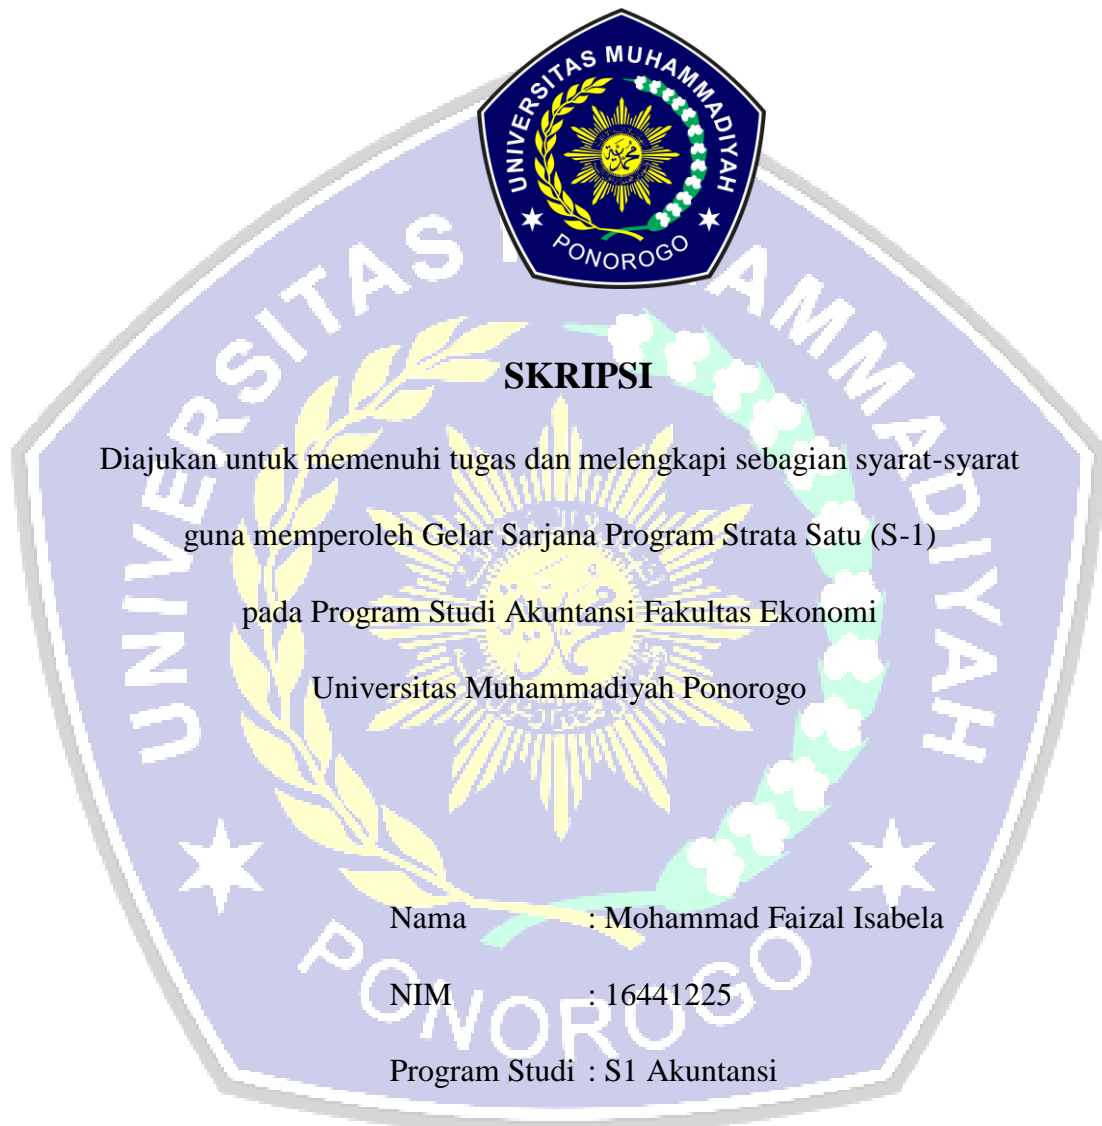 UNIVERSITAS MUHAMMADIYAH
PONOROGO
SKRIPSI
Diajukan untuk memenuhi tugas dan melengkapi sebagian syarat-syarat
guna memperoleh Gelar Sarjana Program Strata Satu (S-1)
pada Program Studi Akuntansi Fakultas Ekonomi
Universitas Muhammadiyah Ponorogo
Nama : Mohammad Faizal Isabela
NIM : 16441225
Program Studi : S1 Akuntansi